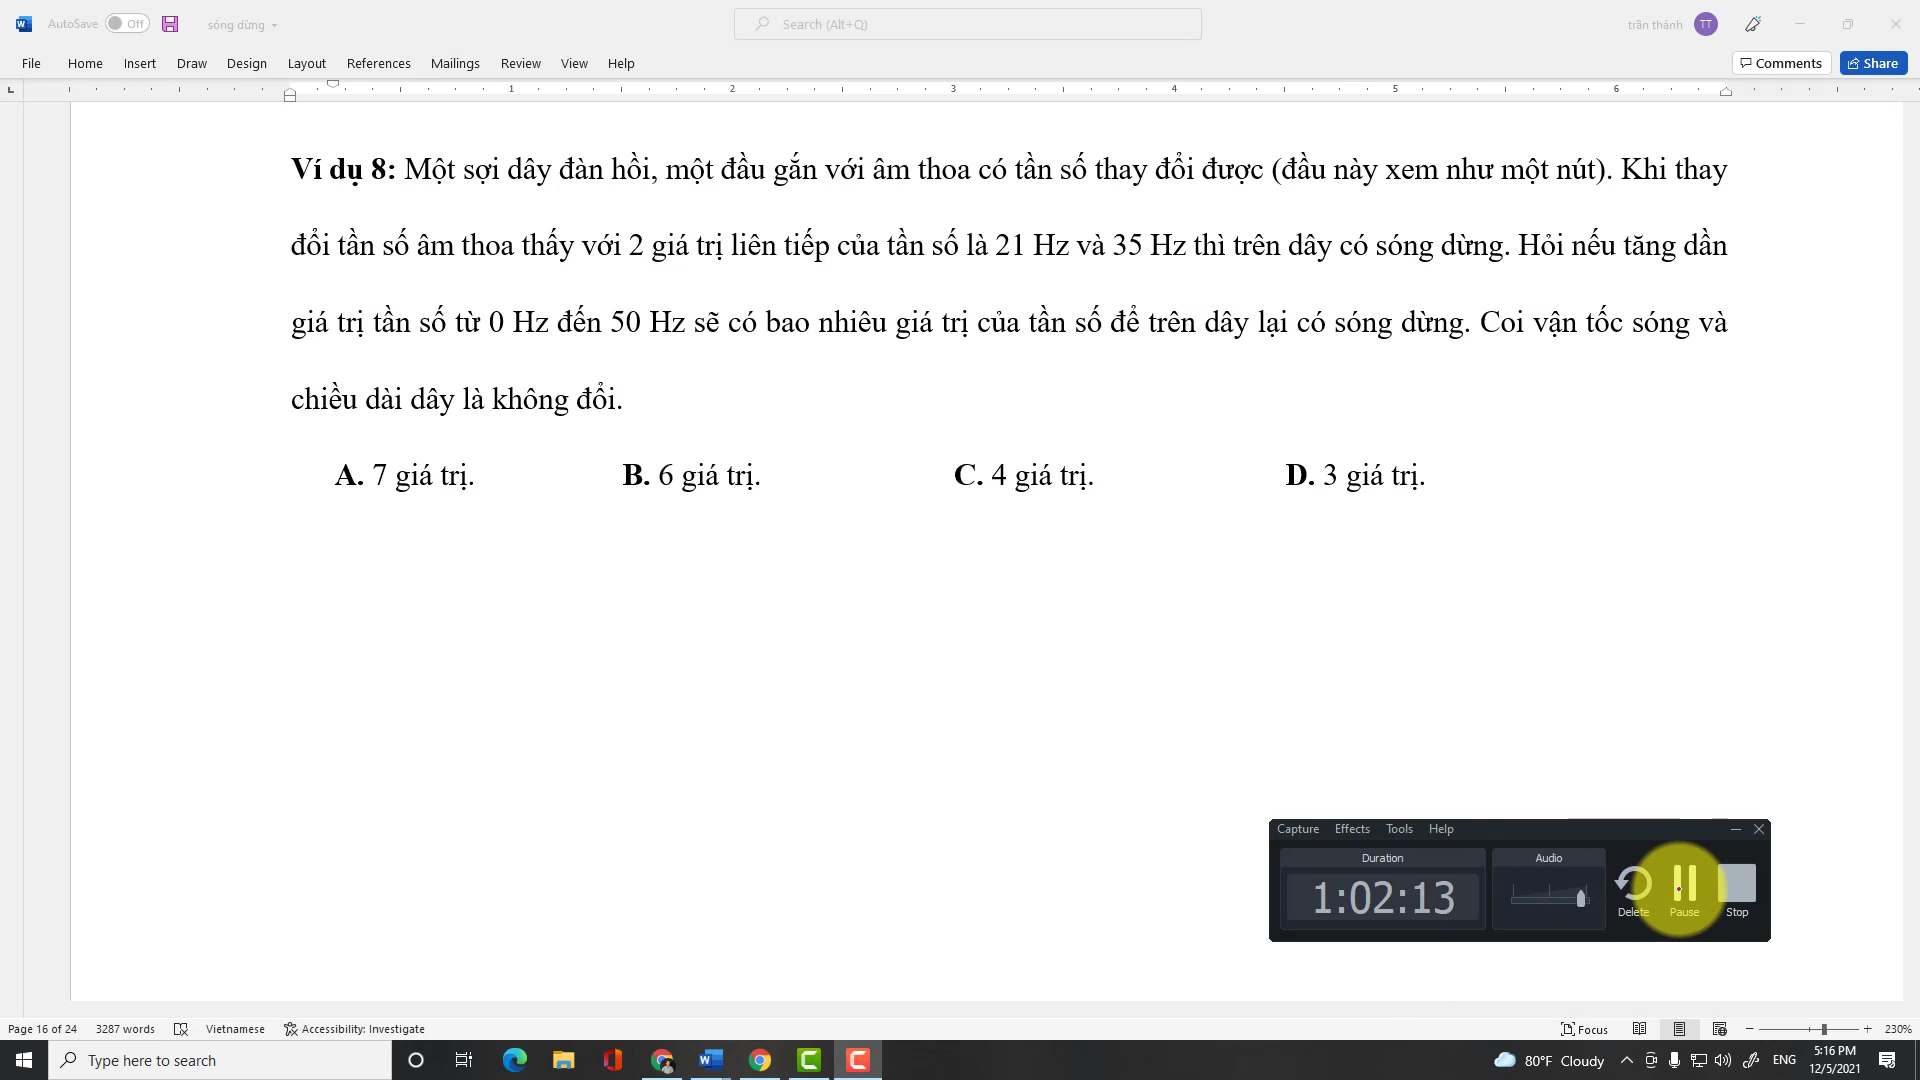 AutoSave Off sóng dừng Search (Alt+Q) trần thành TT
File Home Insert Draw Design Layout References Mailings Review View Help Comments Share
1 2 3 4 5 6
Ví dụ 8: Một sợi dây đàn hồi, một đầu gắn với âm thoa có tần số thay đổi được (đầu này xem như một nút). Khi thay
đổi tần số âm thoa thấy với 2 giá trị liên tiếp của tần số là 21 Hz và 35 Hz thì trên dây có sóng dừng. Hỏi nếu tăng dần
giá trị tần số từ 0 Hz đến 50 Hz sẽ có bao nhiêu giá trị của tần số để trên dây lại có sóng dừng. Coi vận tốc sóng và
chiều dài dây là không đổi.
A. 7 giá trị. B. 6 giá trị. C. 4 giá trị. D. 3 giá trị.
Capture Effects Tools Help
Duration Audio
1:02:13
Delete Pause Stop
Page 16 of 24 3287 words Vietnamese Accessibility: Investigate Focus 230%
Type here to search 80°F Cloudy ENG 5:16 PM
12/5/2021